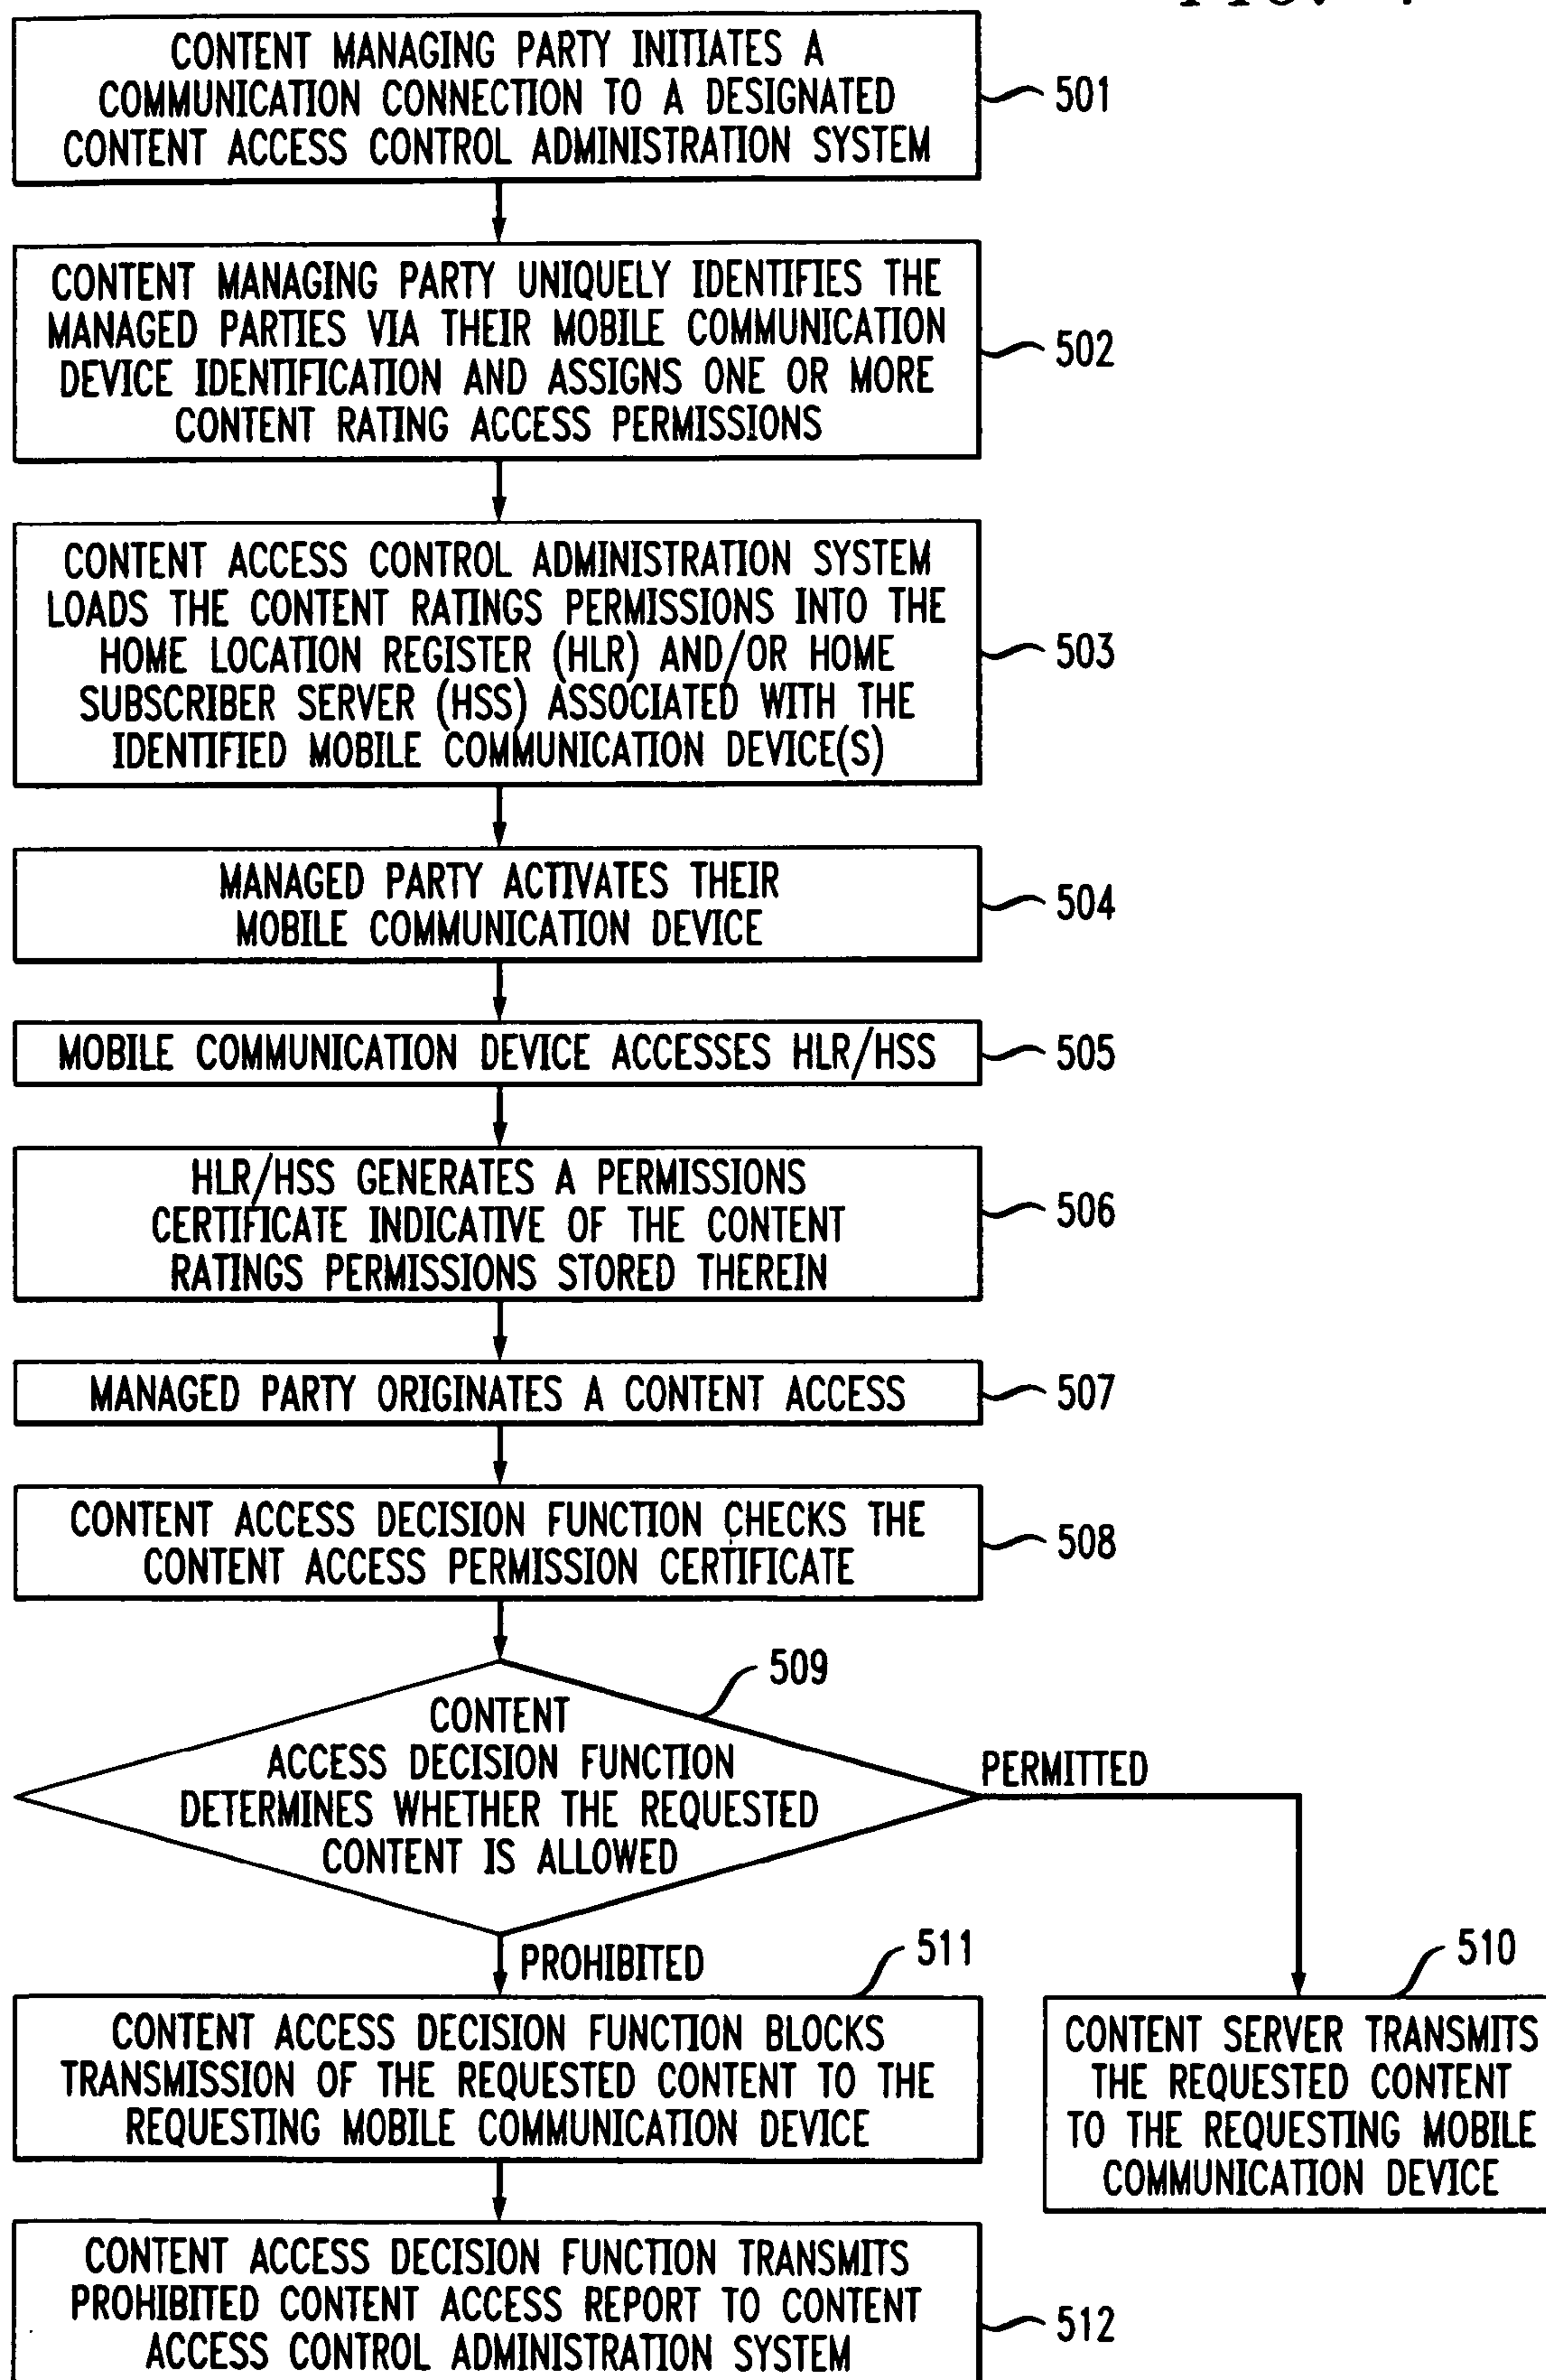 CONTENT MANAGING PARTY INITIATES A
COMMUNICATION CONNECTION TO A DESIGNATED
CONTENT ACCESS CONTROL ADMINISTRATION SYSTEM
501
CONTENT MANAGING PARTY UNIQUELY IDENTIFIES THE
MANAGED PARTIES VIA THEIR MOBILE COMMUNICATION
DEVICE IDENTIFICATION AND ASSIGNS ONE OR MORE
CONTENT RATING ACCESS PERMISSIONS
502
CONTENT ACCESS CONTROL ADMINISTRATION SYSTEM
LOADS THE CONTENT RATINGS PERMISSIONS INTO THE
HOME LOCATION REGISTER (HLR) AND/OR HOME
SUBSCRIBER SERVER (HSS) ASSOCIATED WITH THE
IDENTIFIED MOBILE COMMUNICATION DEVICE(S)
503
MANAGED PARTY ACTIVATES THEIR
MOBILE COMMUNICATION DEVICE
504
MOBILE COMMUNICATION DEVICE ACCESSES HLR/HSS
505
HLR/HSS GENERATES A PERMISSIONS
CERTIFICATE INDICATIVE OF THE CONTENT
RATINGS PERMISSIONS STORED THEREIN
506
MANAGED PARTY ORIGINATES A CONTENT ACCESS
507
CONTENT ACCESS DECISION FUNCTION CHECKS THE
CONTENT ACCESS PERMISSION CERTIFICATE
508
509
CONTENT
ACCESS DECISION FUNCTION
DETERMINES WHETHER THE REQUESTED
CONTENT IS ALLOWED
PERMITTED
PROHIBITED
511
CONTENT ACCESS DECISION FUNCTION BLOCKS
TRANSMISSION OF THE REQUESTED CONTENT TO THE
REQUESTING MOBILE COMMUNICATION DEVICE
510
CONTENT SERVER TRANSMITS
THE REQUESTED CONTENT
TO THE REQUESTING MOBILE
COMMUNICATION DEVICE
CONTENT ACCESS DECISION FUNCTION TRANSMITS
PROHIBITED CONTENT ACCESS REPORT TO CONTENT
ACCESS CONTROL ADMINISTRATION SYSTEM
512